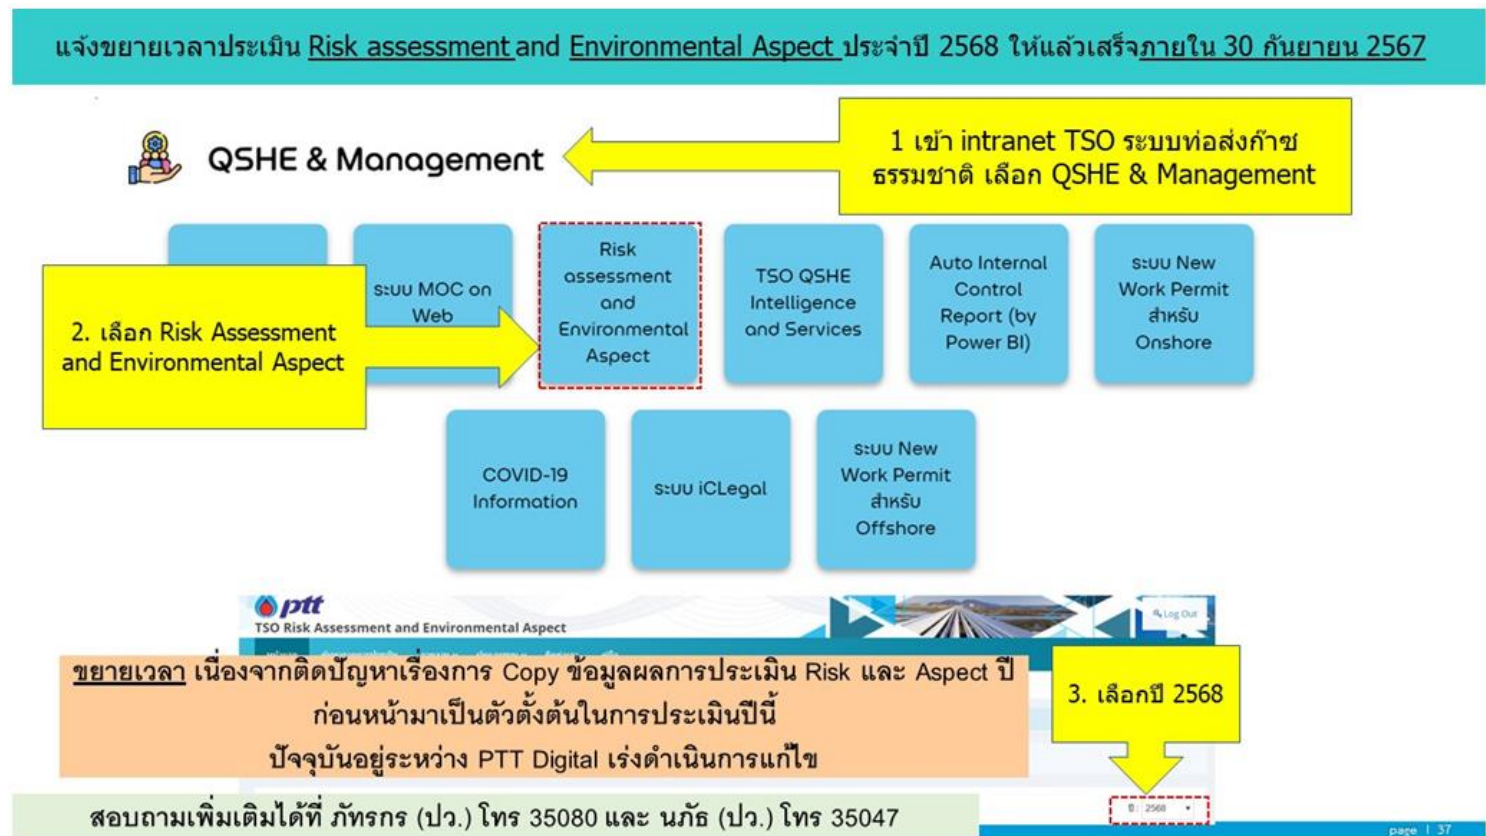 แจ้งขยายเวลาประเมิน Risk assessment and Environmental Aspect ประจำปี 2568 ให้แล้วเสร็จภายใน 30 กันยายน 2567
QSHE & Management
1 เข้า intranet TSO ระบบท่อส่งก๊าซ
ธรรมชาติ เลือก QSHE & Management
2. เลือก Risk Assessment
and Environmental Aspect
ระบบ MOC on
Web
Risk
assessment
and
Environmental
Aspect
TSO QSHE
Intelligence
and Services
Auto Internal
Control
Report (by
Power BI)
ระบบ New
Work Permit
สำหรับ
Onshore
COVID-19
Information
ระบบ iCLegal
ระบบ New
Work Permit
สำหรับ
Offshore
ptt
TSO Risk Assessment and Environmental Aspect
Log Out
ขยายเวลา เนื่องจากติดปัญหาเรื่องการ Copy ข้อมูลผลการประเมิน Risk และ Aspect ปี
ก่อนหน้ามาเป็นตัวตั้งต้นในการประเมินปีนี้
ปัจจุบันอยู่ระหว่าง PTT Digital เร่งดำเนินการแก้ไข
3. เลือกปี 2568
ปี : 2568
สอบถามเพิ่มเติมได้ที่ ภัทรกร (ปว.) โทร 35080 และ นภัธ (ปว.) โทร 35047
page | 37